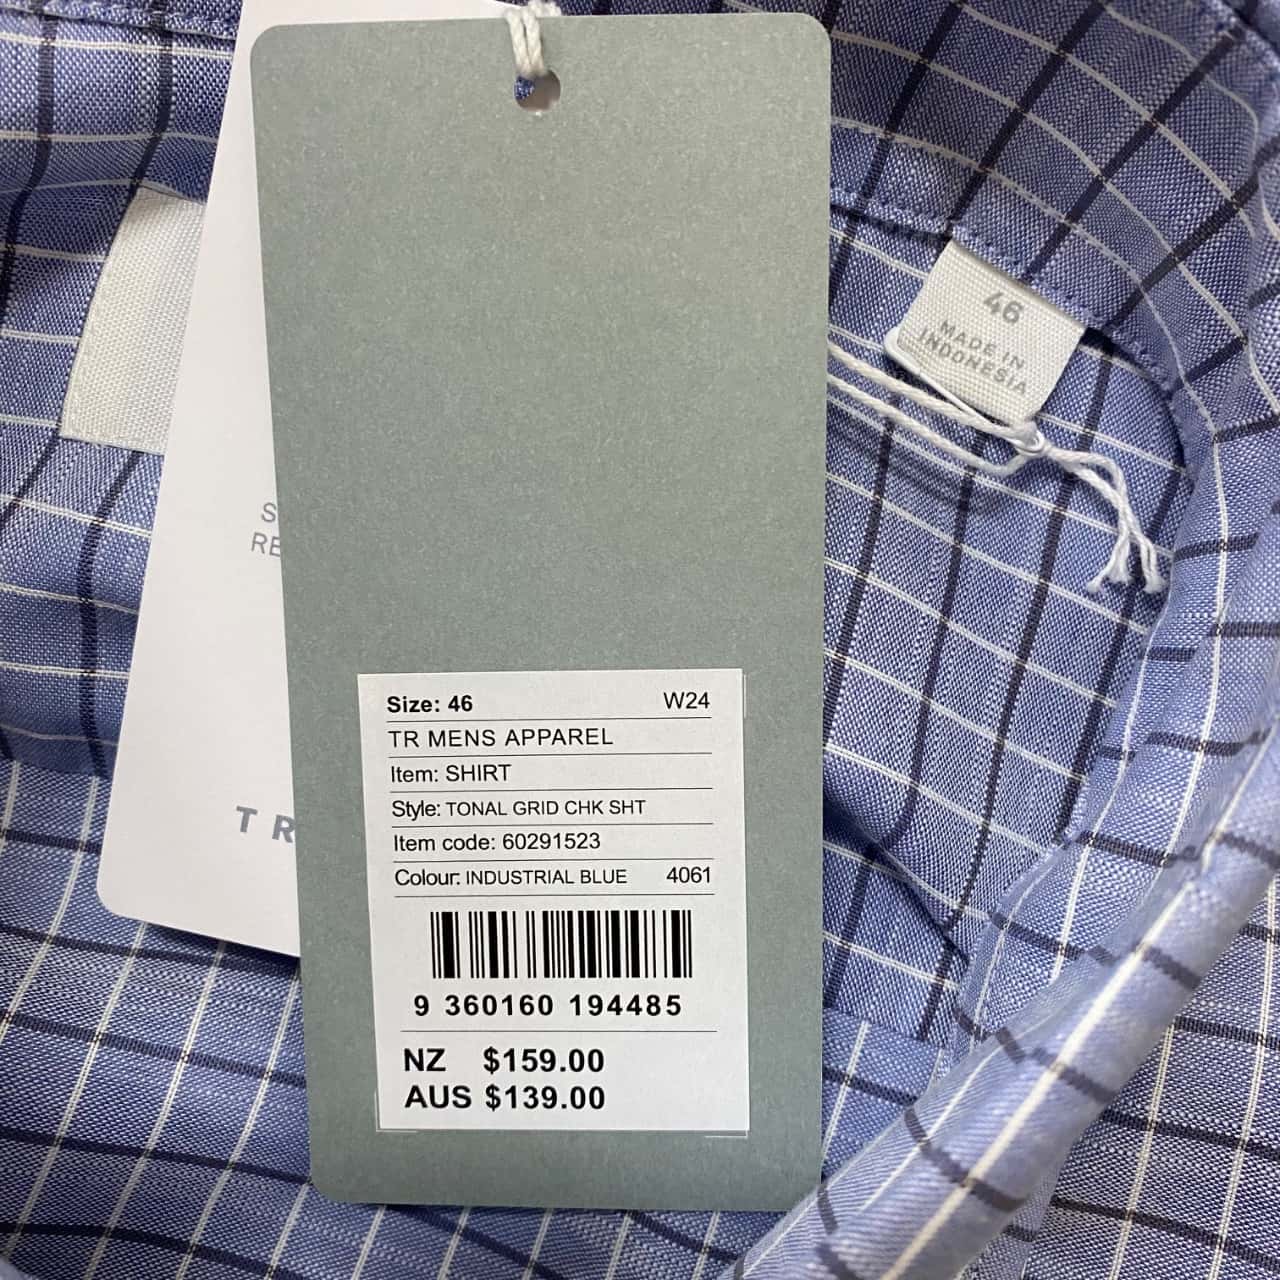 Size: 46 W24
TR MENS APPAREL
Item: SHIRT
Style: TONAL GRID CHK SHT
Item code: 60291523
Colour: INDUSTRIAL BLUE 4061
9 360160 194485
NZ $159.00
AUS $139.00
46
MADE IN
INDONESIA
S
RE
T R